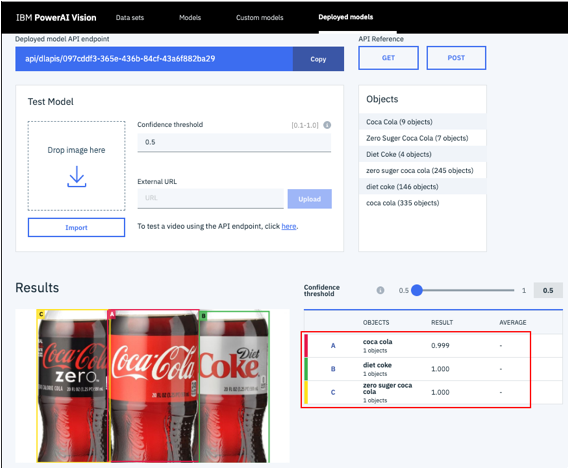 IBM PowerAI Vision Data sets Models Custom models Deployed models
Deployed model API endpoint
api/dlapis/097cddf3-365e-436b-84cf-43a6f882ba29 Copy
API Reference
GET POST
Test Model
Drop image here
Import
Confidence threshold [0.1-1.0]
0.5
External URL
URL Upload
To test a video using the API endpoint, click here.
Objects
Coca Cola (9 objects)
Zero Sugar Coca Cola (7 objects)
Diet Coke (4 objects)
zero suger coca cola (245 objects)
diet coke (146 objects)
coca cola (335 objects)
Results
Confidence
threshold 0.5 1 0.5
C A B
Coca-Cola
zero
Coca-Cola
Diet
Coke
OBJECTS RESULT AVERAGE
A coca cola 0.999 -
1 objects
B diet coke 1.000 -
1 objects
C zero suger coca
cola 1.000 -
1 objects